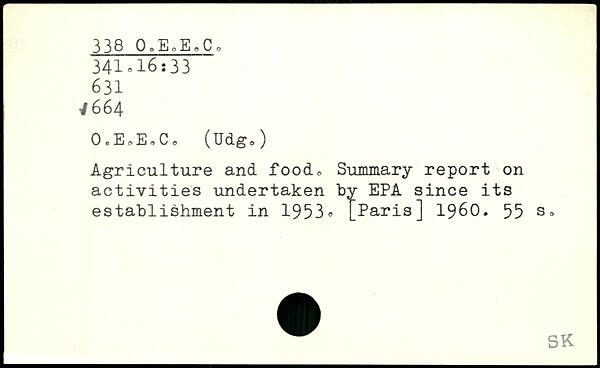 338 O.E.E.C.
341.16:33
631
✓664
O.E.E.C. (Udg.)
Agriculture and food. Summary report on
activities undertaken by EPA since its
establishment in 1953. [Paris] 1960. 55 s.
SK